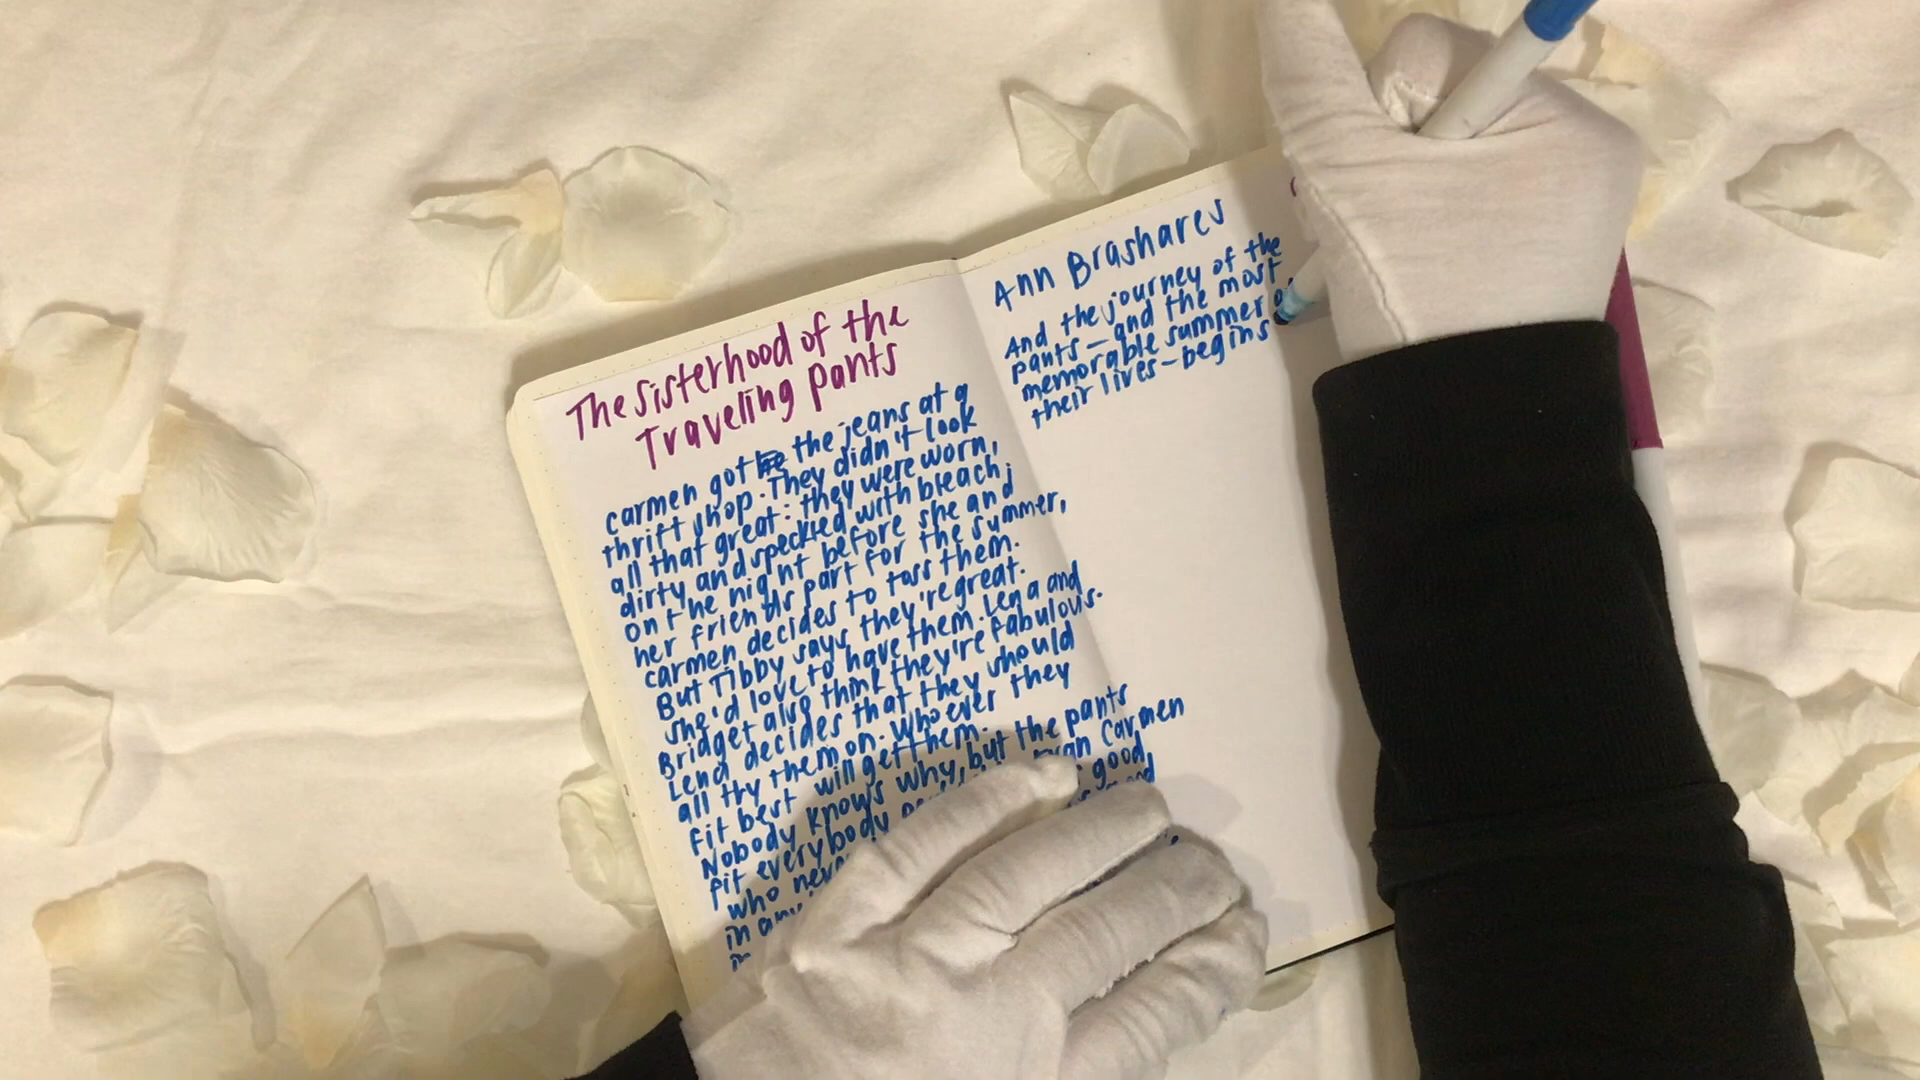 The Sisterhood of the
Traveling Pants
carmen got the jeans at a
thrift shop. They didn't look
all that great: they were worn,
dirty and speckled with bleach;
on the night before she and
her friends part for the summer,
carmen decides to toss them.
But Tibby says they're great.
she'd love to have them. Lena and
Bridget also think they're fabulous.
Lena decides that they should
all try them on. Whoever they
fit best will get them.
Nobody knows why, but the pants
fit everybody Carmen
who good
in
Ann Brashares
And the journey of the
pants—and the most
memorable summer
their lives—begins